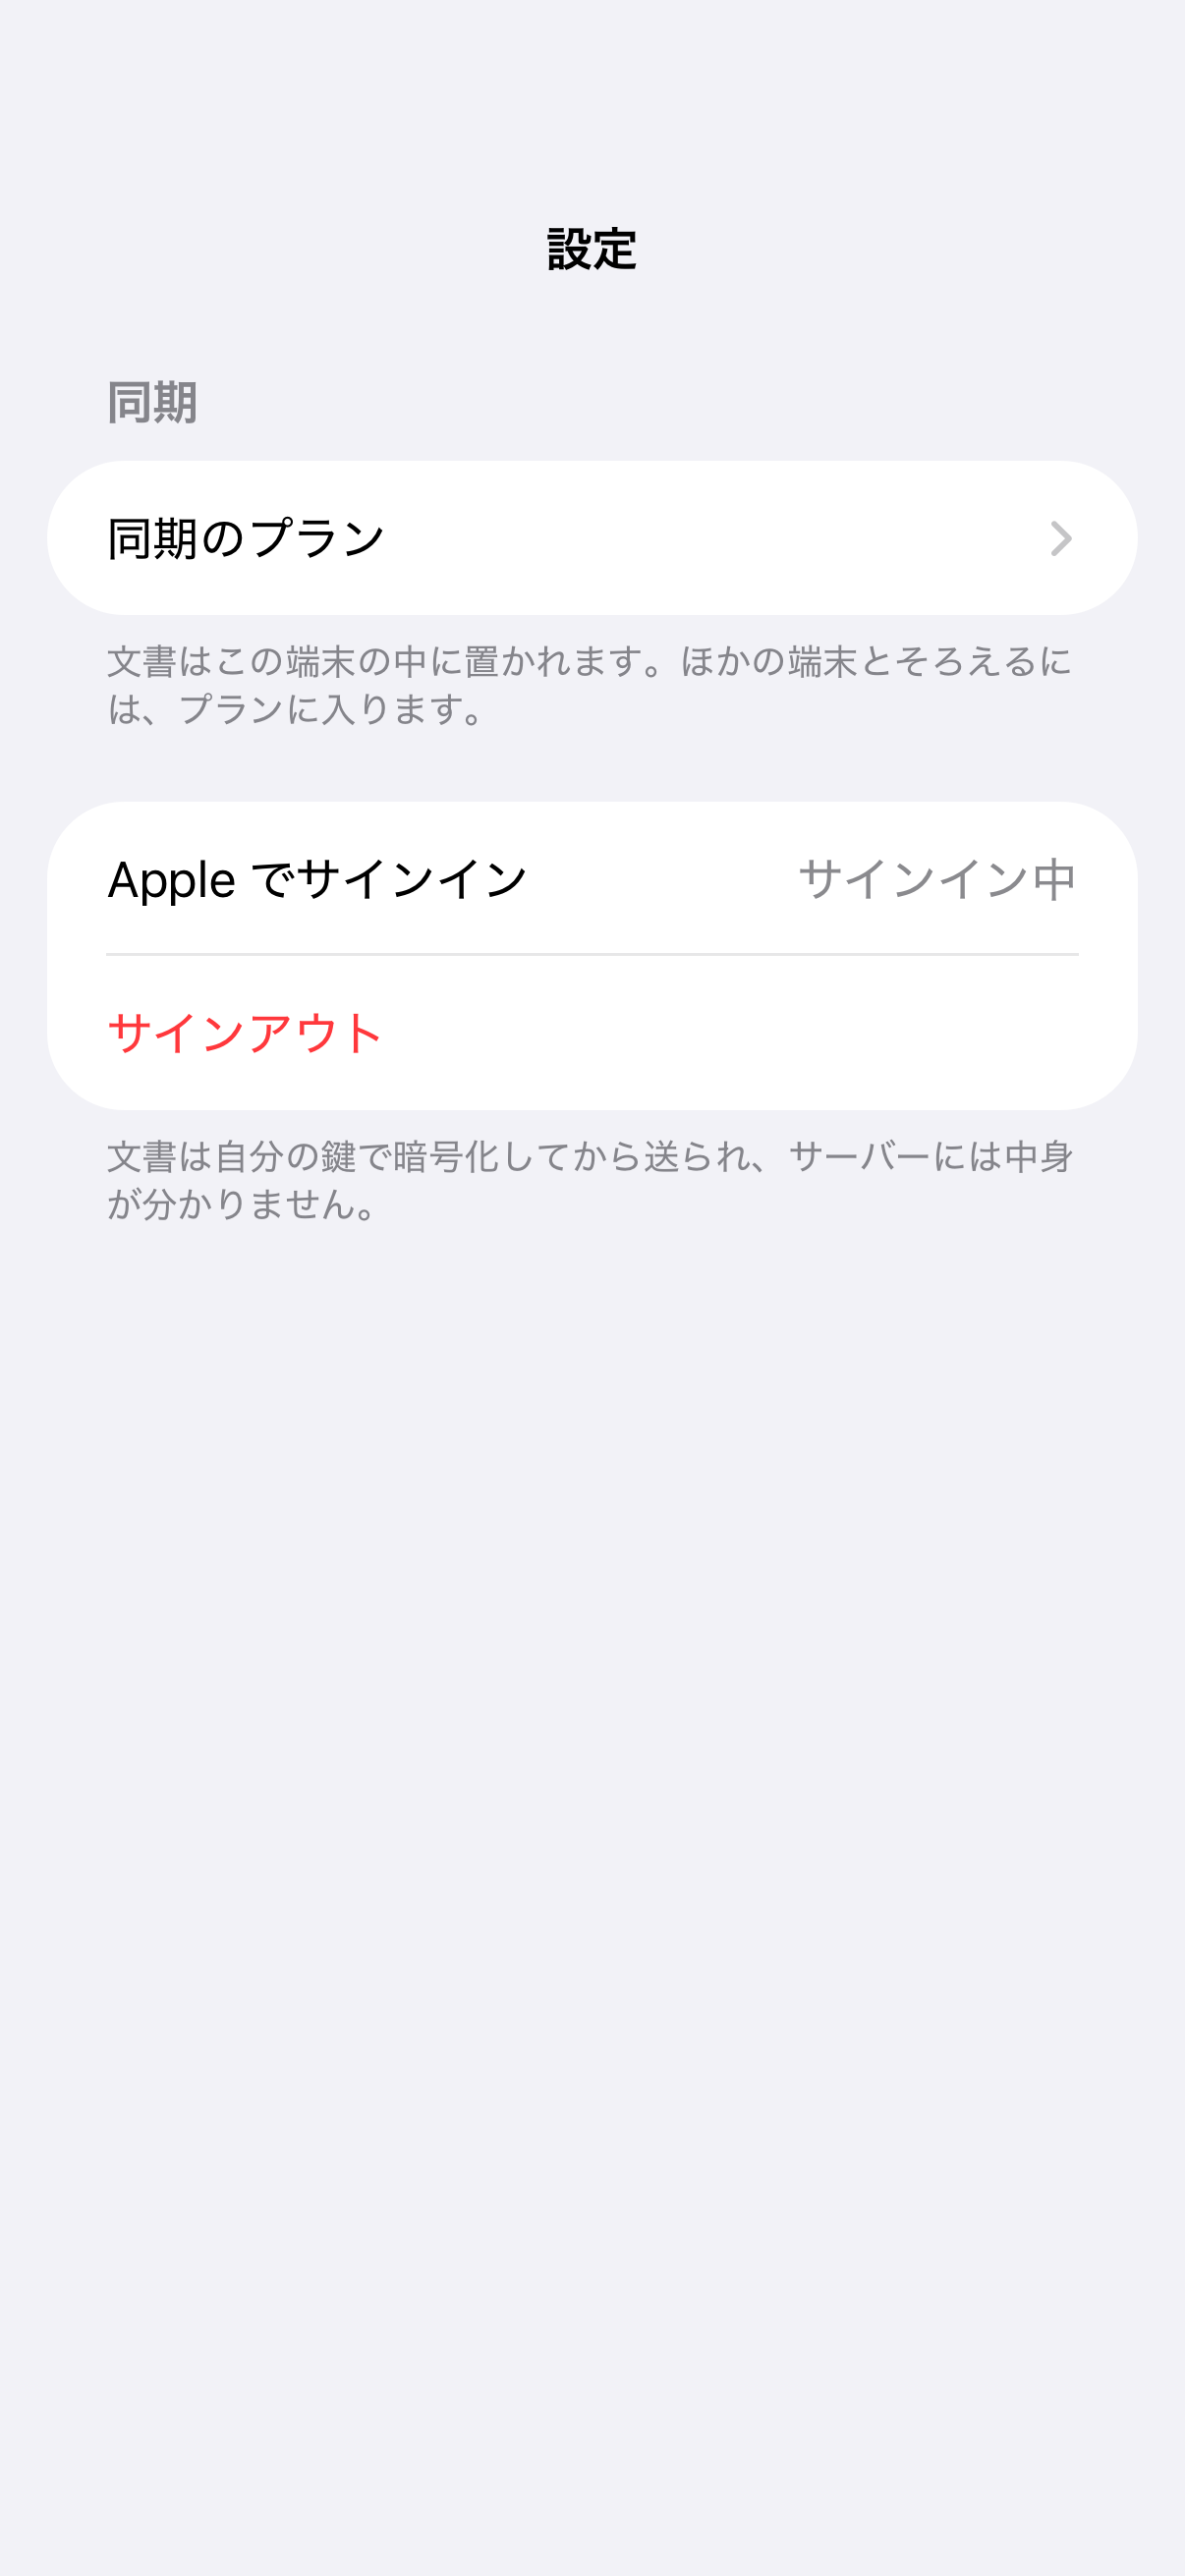 設定
同期
同期のプラン
文書はこの端末の中に置かれます。ほかの端末とそろえるに
は、プランに入ります。
Apple でサインイン サインイン中
サインアウト
文書は自分の鍵で暗号化してから送られ、サーバーには中身
が分かりません。